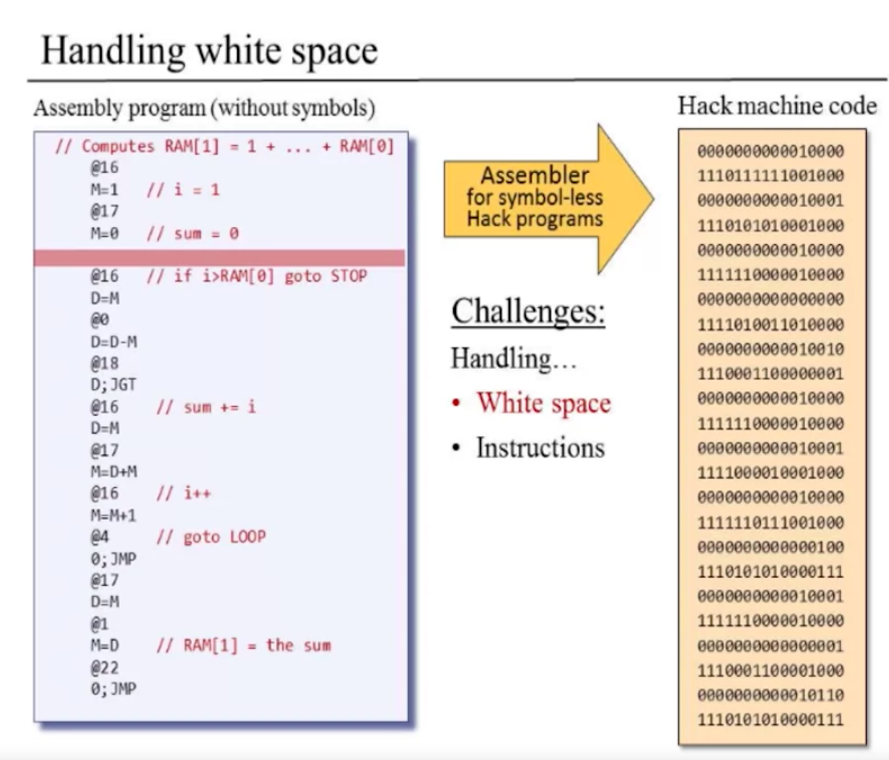 Handling white space
Assembly program (without symbols)
// Computes RAM[1] = 1 + ... + RAM[0]
@16
M=1 // i = 1
@17
M=0 // sum = 0
@16 // if i>RAM[0] goto STOP
D=M
@0
D=D-M
@18
D;JGT
@16 // sum += i
D=M
@17
M=D+M
@16 // i++
M=M+1
@4 // goto LOOP
0;JMP
@17
D=M
@1
M=D // RAM[1] = the sum
@22
0;JMP
Assembler
for symbol-less
Hack programs
Challenges:
Handling…
• White space
• Instructions
Hack machine code
0000000000010000
1110111111001000
0000000000010001
1110101010001000
0000000000010000
1111110000010000
0000000000000000
1111010011010000
0000000000010010
1110001100000001
0000000000010000
1111110000010000
0000000000010001
1111000010001000
0000000000010000
1111110111001000
0000000000000100
1110101010000111
0000000000010001
1111110000010000
0000000000000001
1110001100001000
0000000000010110
1110101010000111